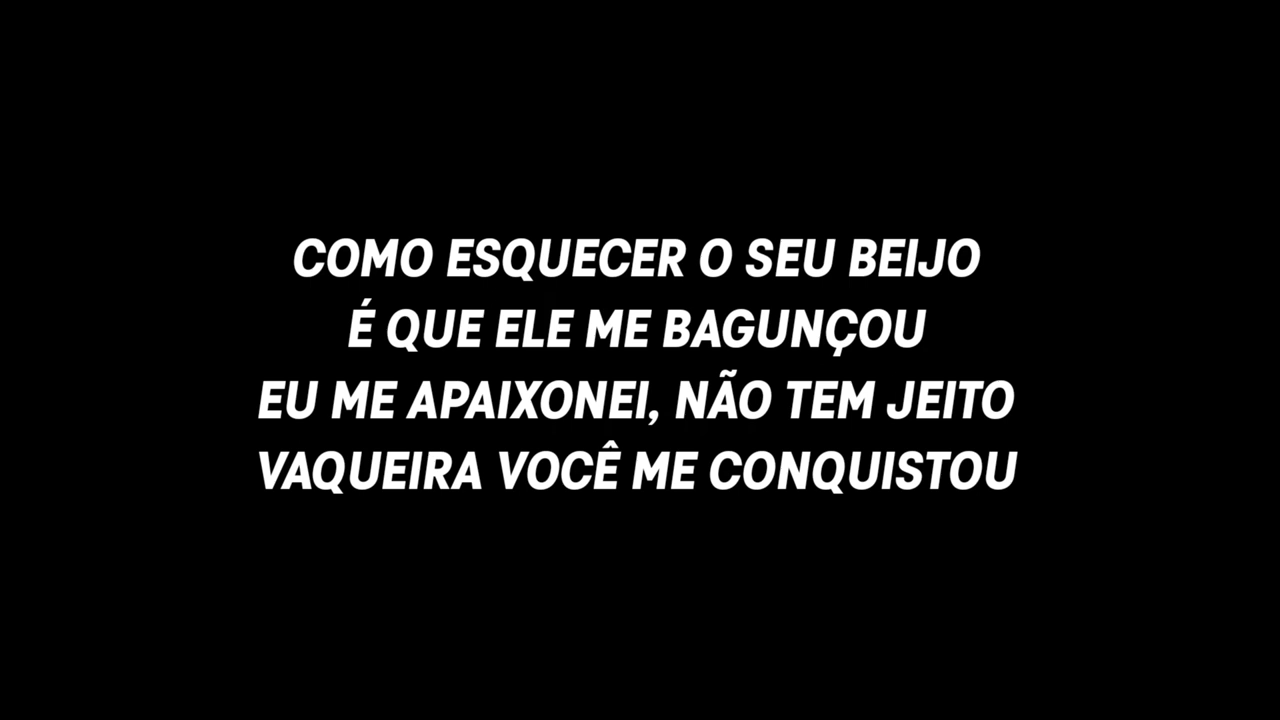 COMO ESQUECER O SEU BEIJO
É QUE ELE ME BAGUNÇOU
EU ME APAIXONEI, NÃO TEM JEITO
VAQUEIRA VOCÊ ME CONQUISTOU